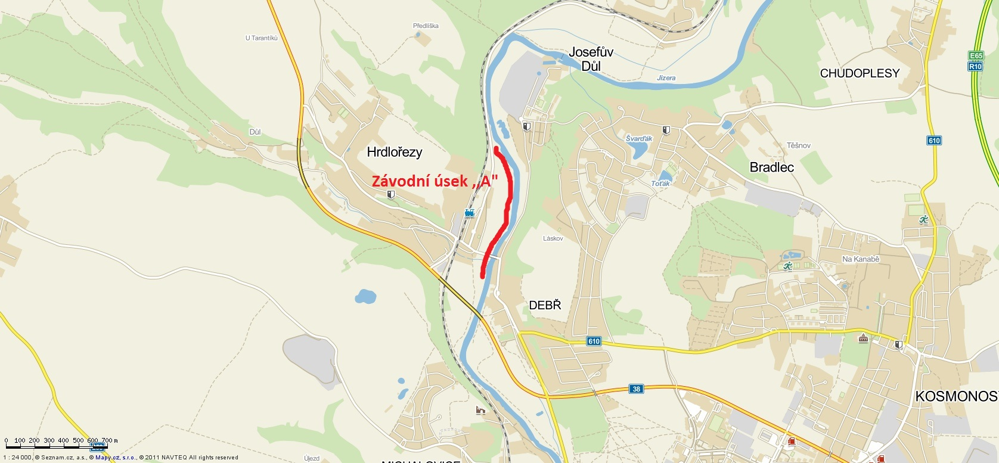 Předlíška
U Tarantíků
Josefův
Důl
E65
R10
Jizera
CHUDOPLESY
Důl
Švarďák
610
Těšnov
Hrdlořezy
Bradlec
Závodní úsek ,,A"
Toťák
Láskov
Na Kanabě
DEBŘ
610
38
KOSMONOS
0 100 200 300 400 500 600 700 m
1 : 24 000, © Seznam.cz, a.s., © Mapy.cz, s.r.o., © 2011 NAVTEQ All rights reserved
Újezd
MICHALOVICE